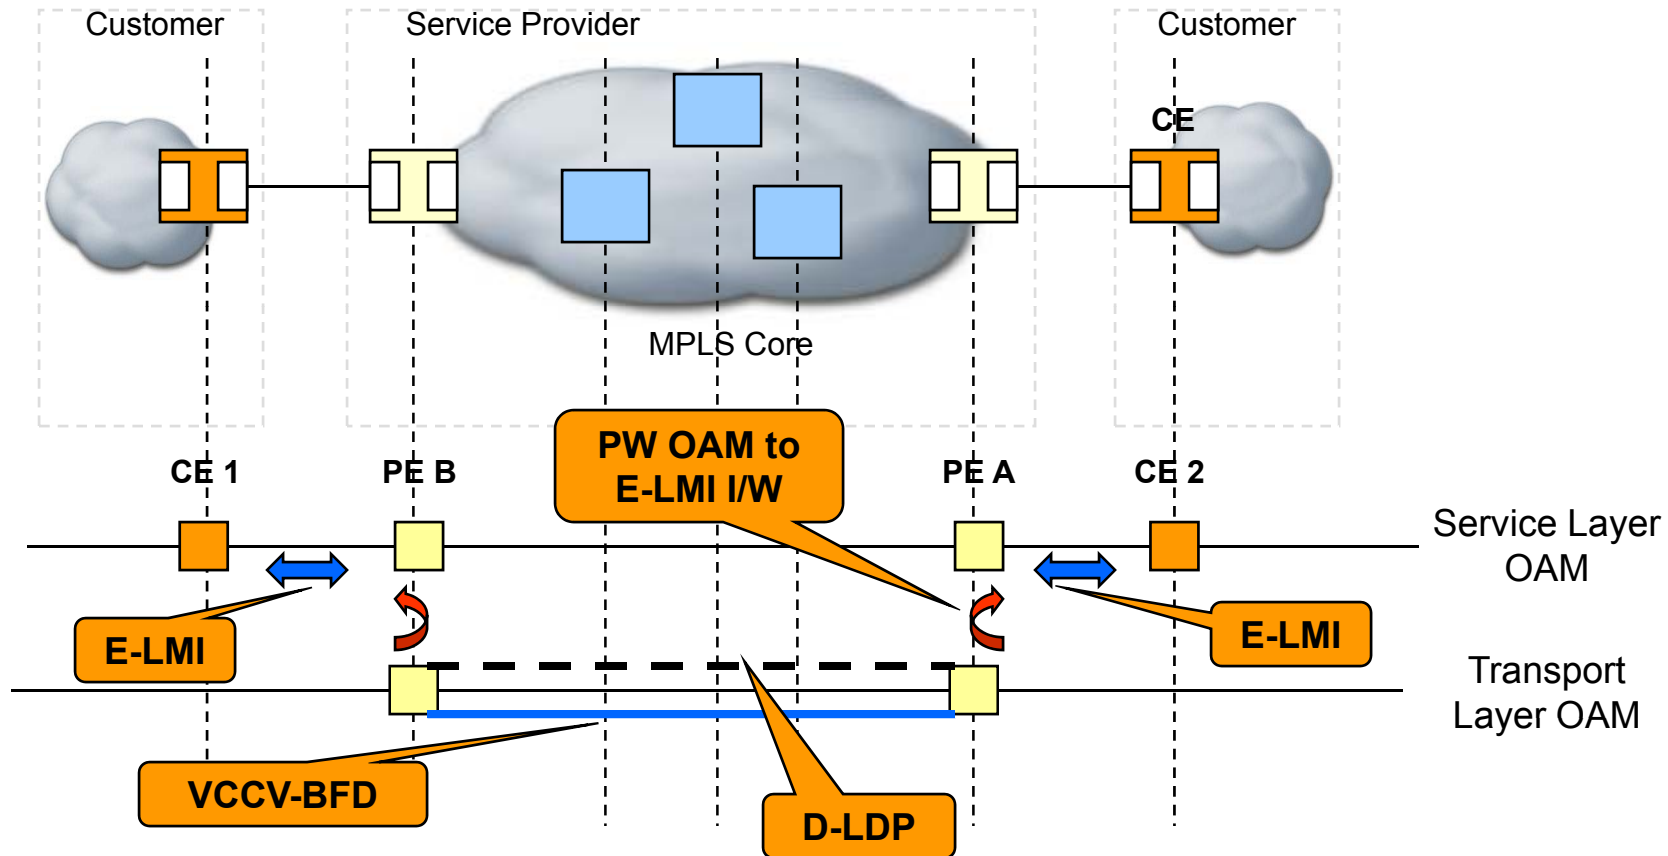 Customer
Service Provider
Customer
CE
MPLS Core
PW OAM to
E-LMI I/W
CE 1
PE B
PE A
CE 2
Service Layer
OAM
E-LMI
E-LMI
Transport
Layer OAM
VCCV-BFD
D-LDP